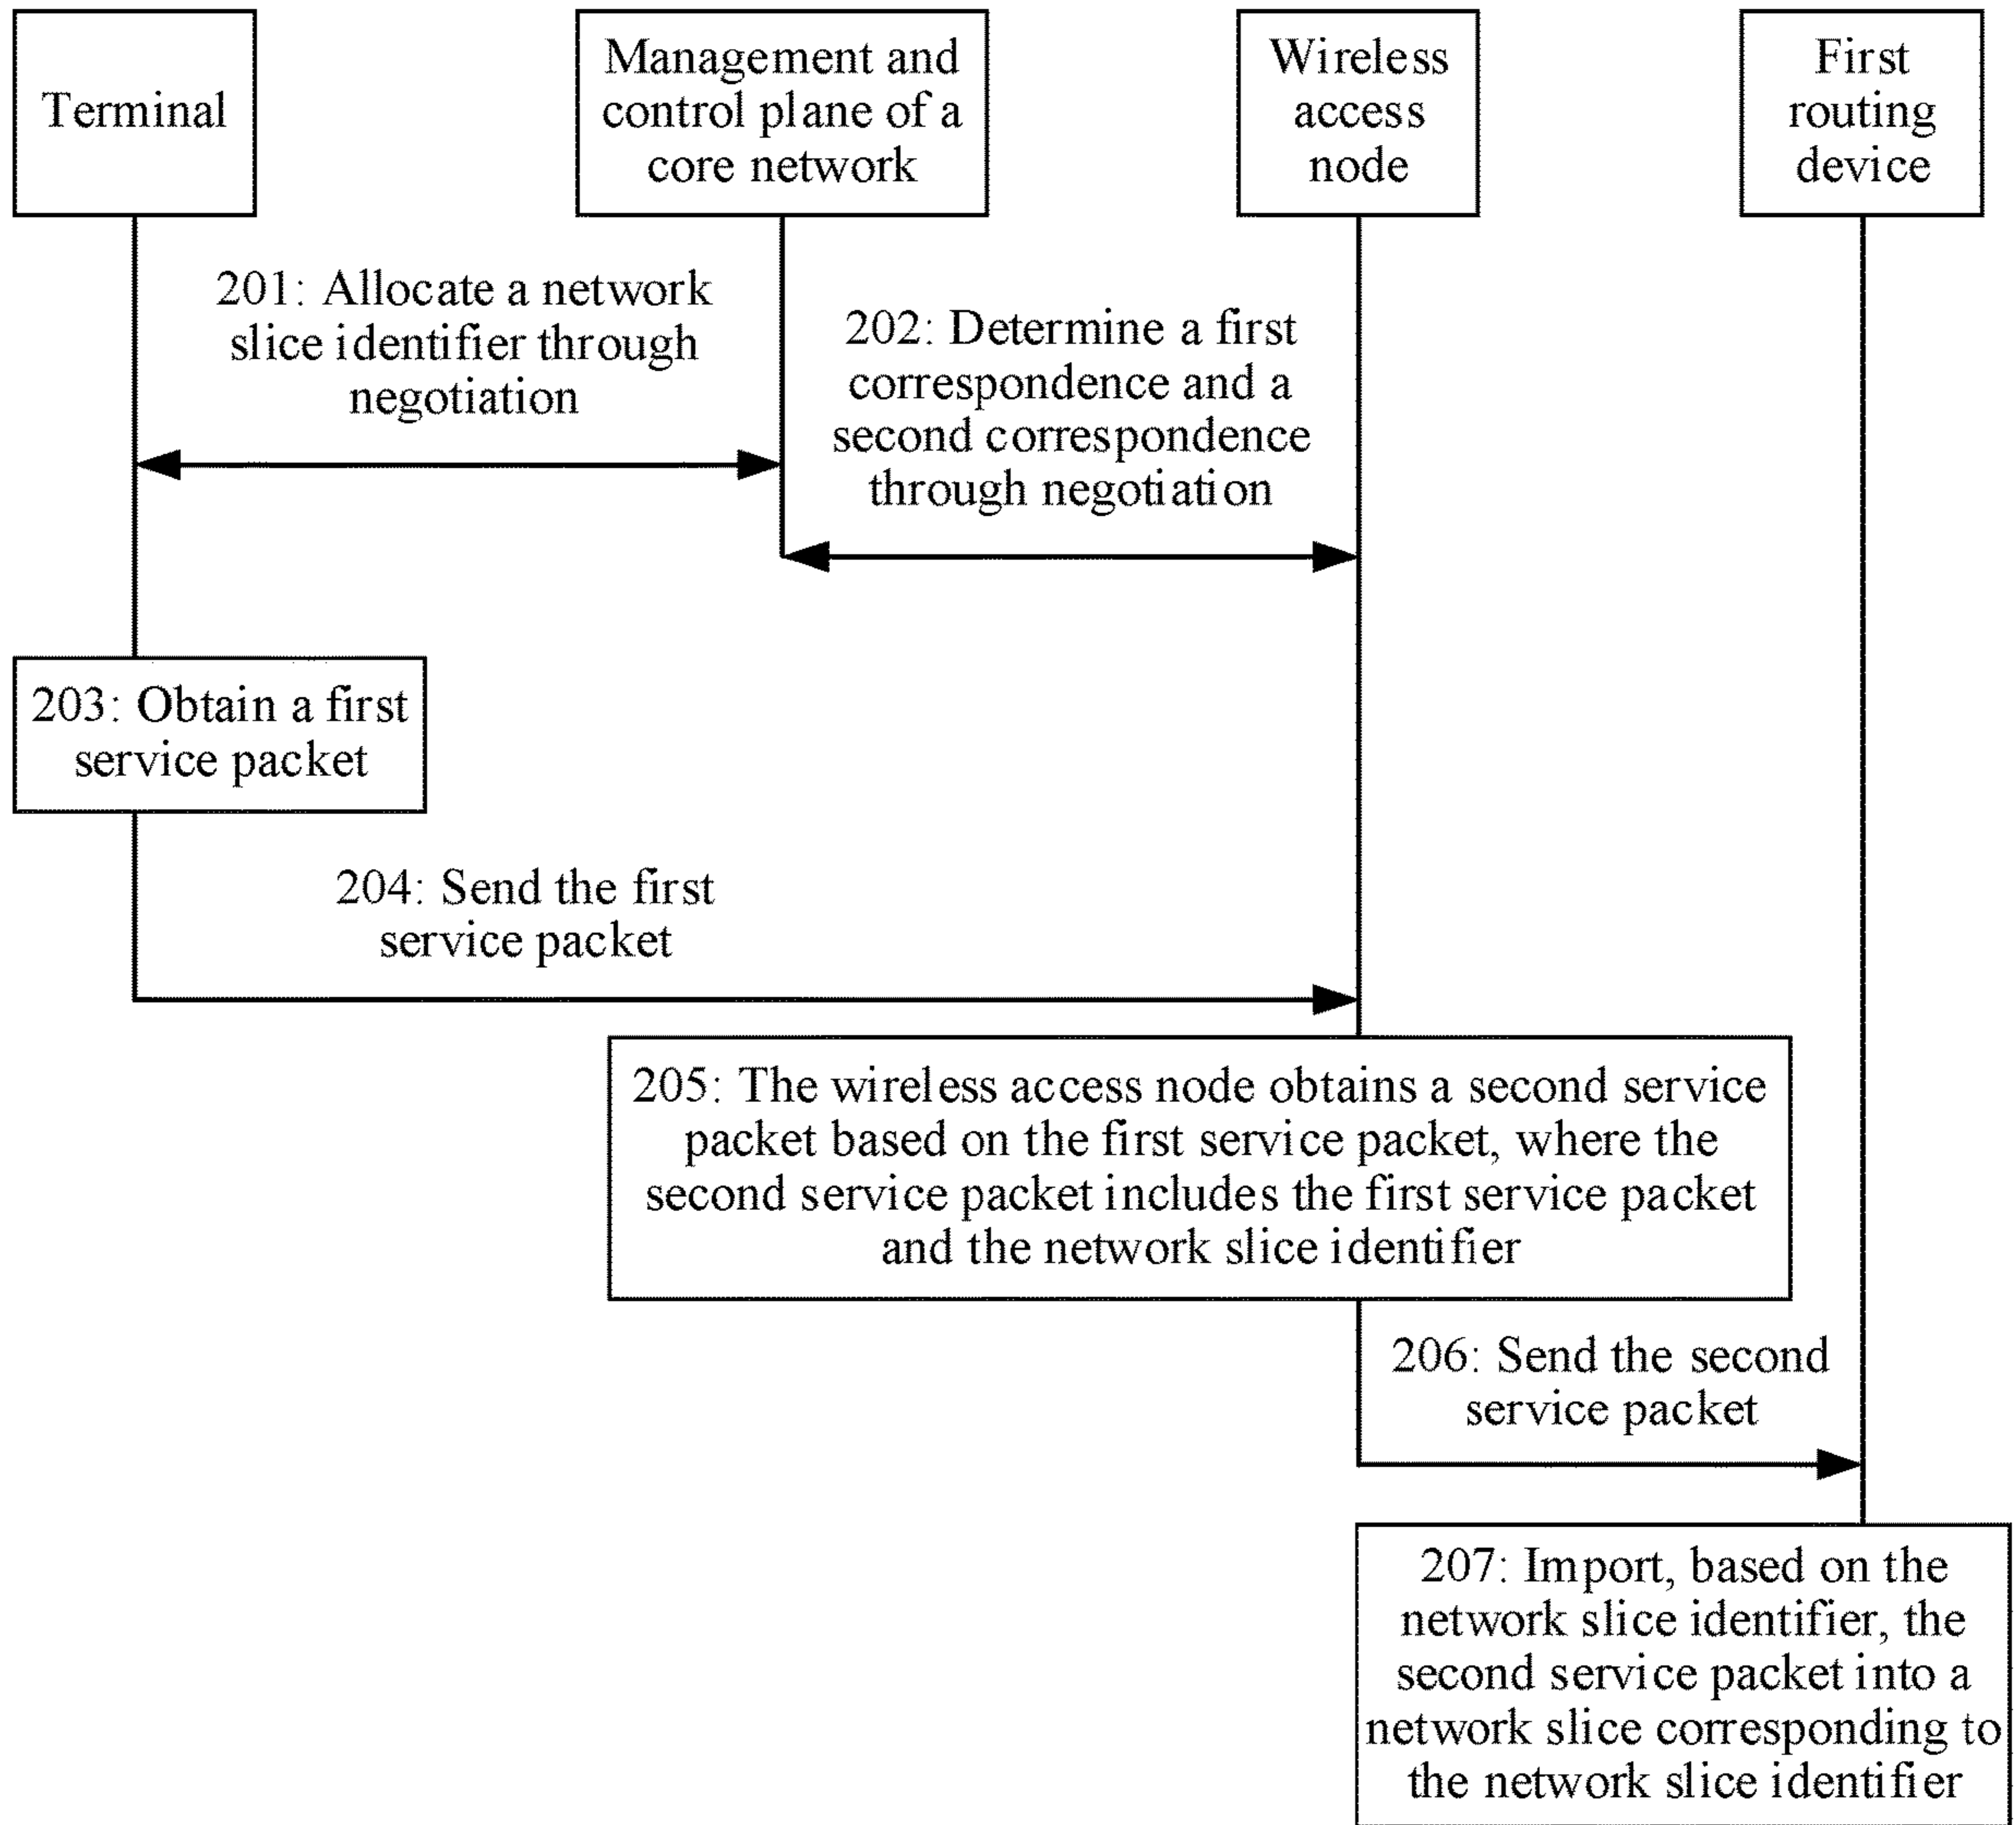 Terminal
Management and
control plane of a
core network
Wireless
access
node
First
routing
device
201: Allocate a network
slice identifier through
negotiation
202: Determine a first
correspondence and a
second correspondence
through negotiation
203: Obtain a first
service packet
204: Send the first
service packet
205: The wireless access node obtains a second service
packet based on the first service packet, where the
second service packet includes the first service packet
and the network slice identifier
206: Send the second
service packet
207: Import, based on the
network slice identifier, the
second service packet into a
network slice corresponding to
the network slice identifier